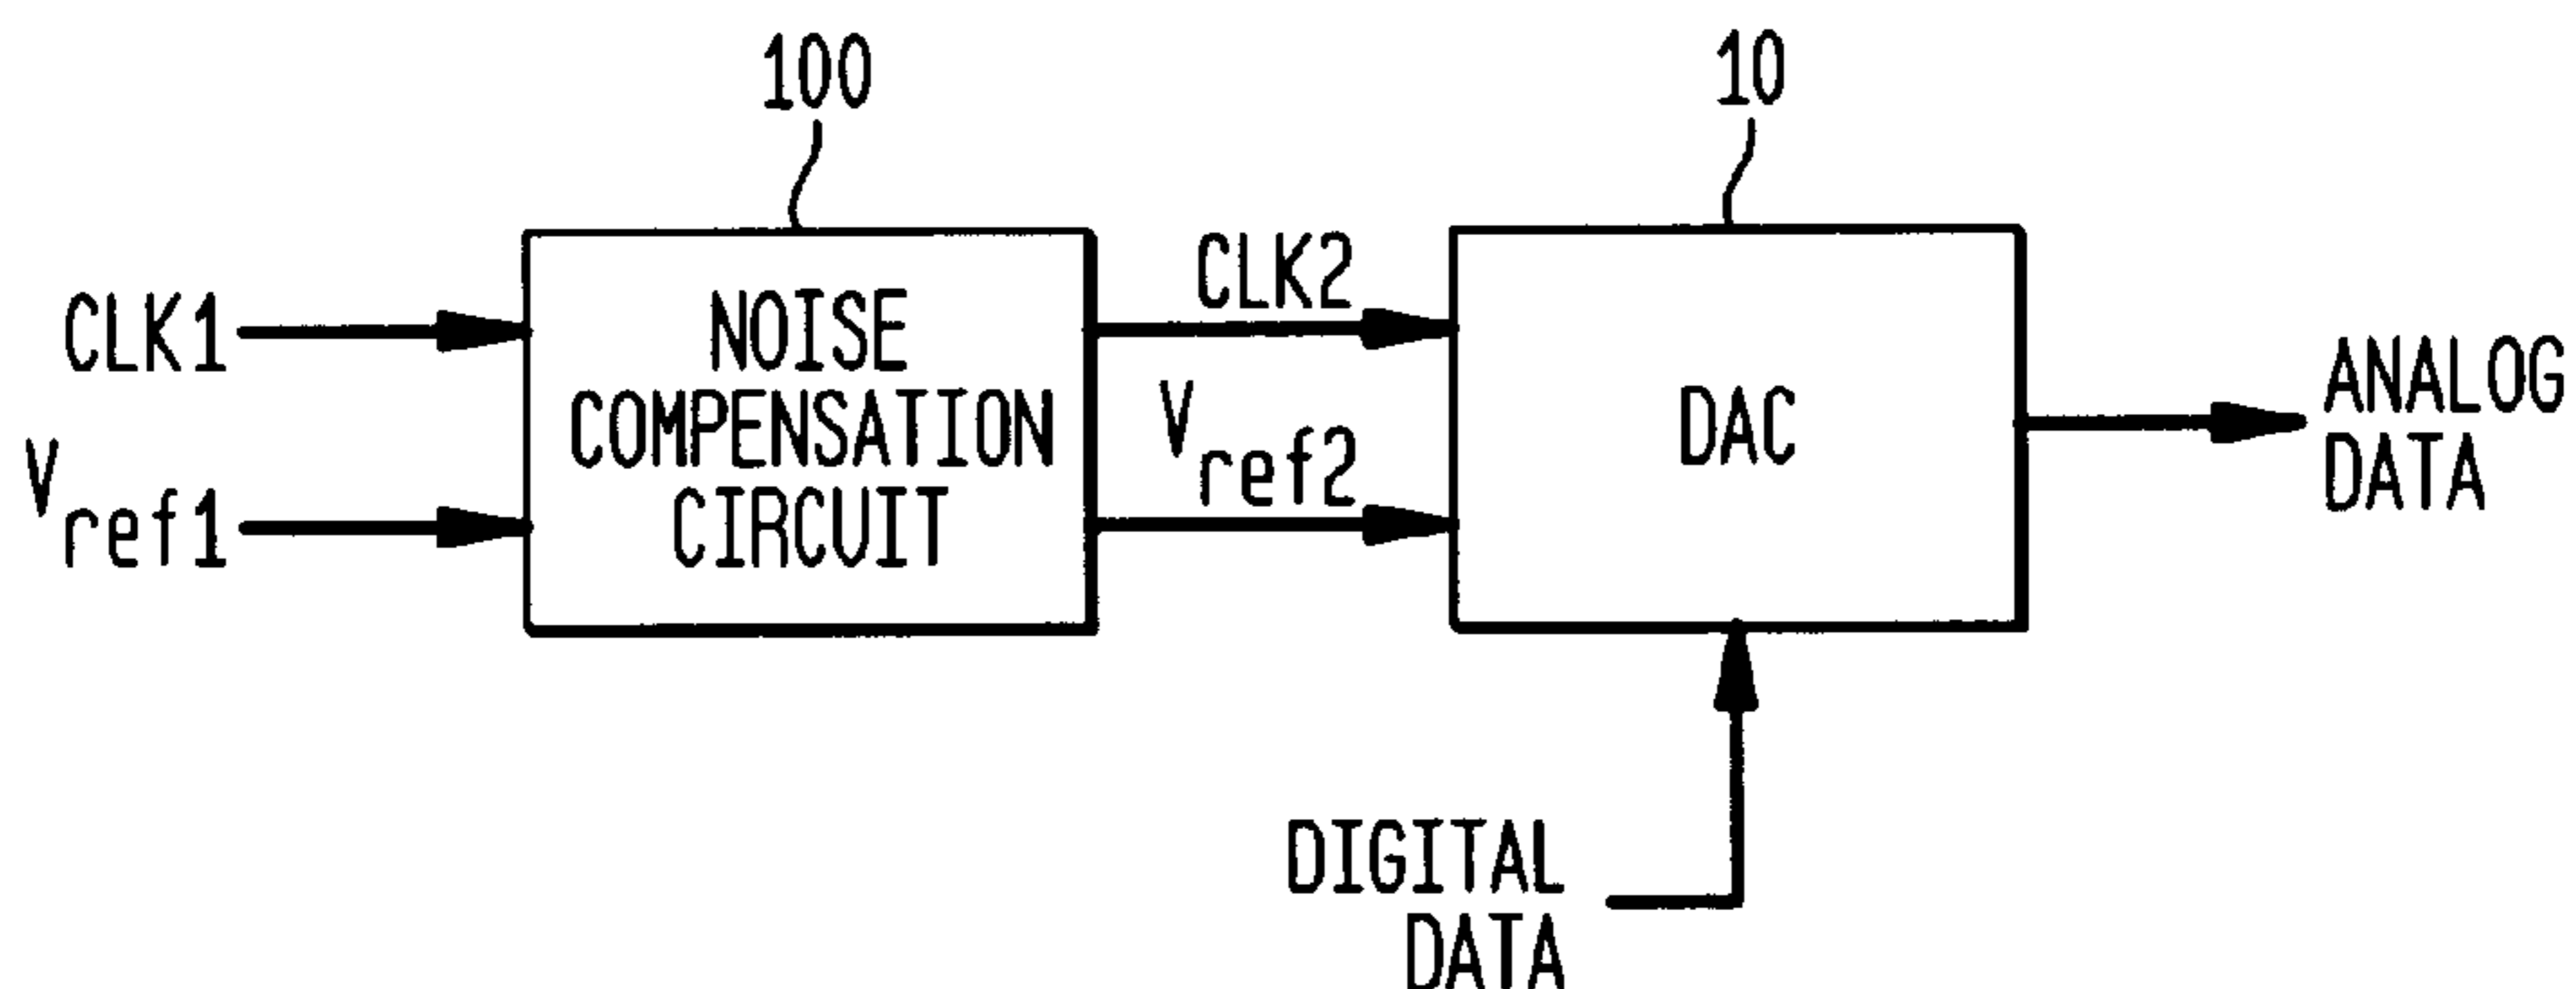 100
10
CLK1
Vref1
NOISE
COMPENSATION
CIRCUIT
CLK2
Vref2
DAC
ANALOG
DATA
DIGITAL
DATA